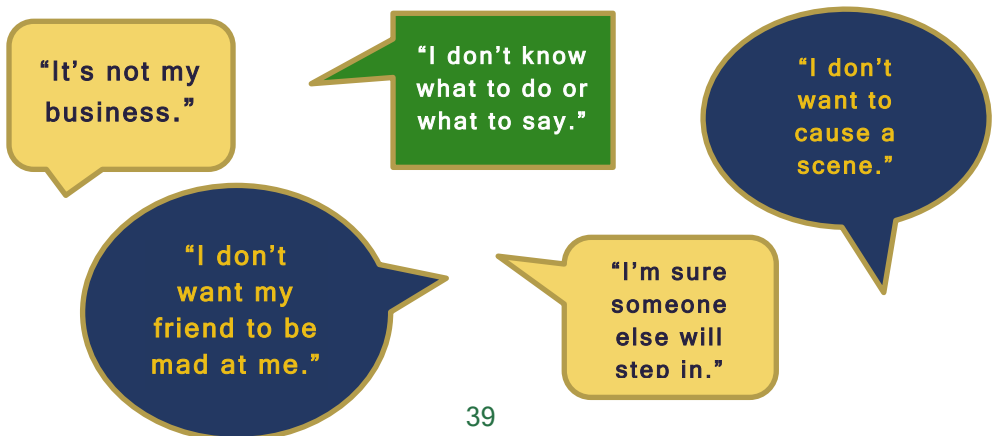 “It’s not my
business.”
“I don’t know
what to do or
what to say.”
“I don’t
want to
cause a
scene.”
“I don’t
want my
friend to be
mad at me.”
“I’m sure
someone
else will
step in.”
39